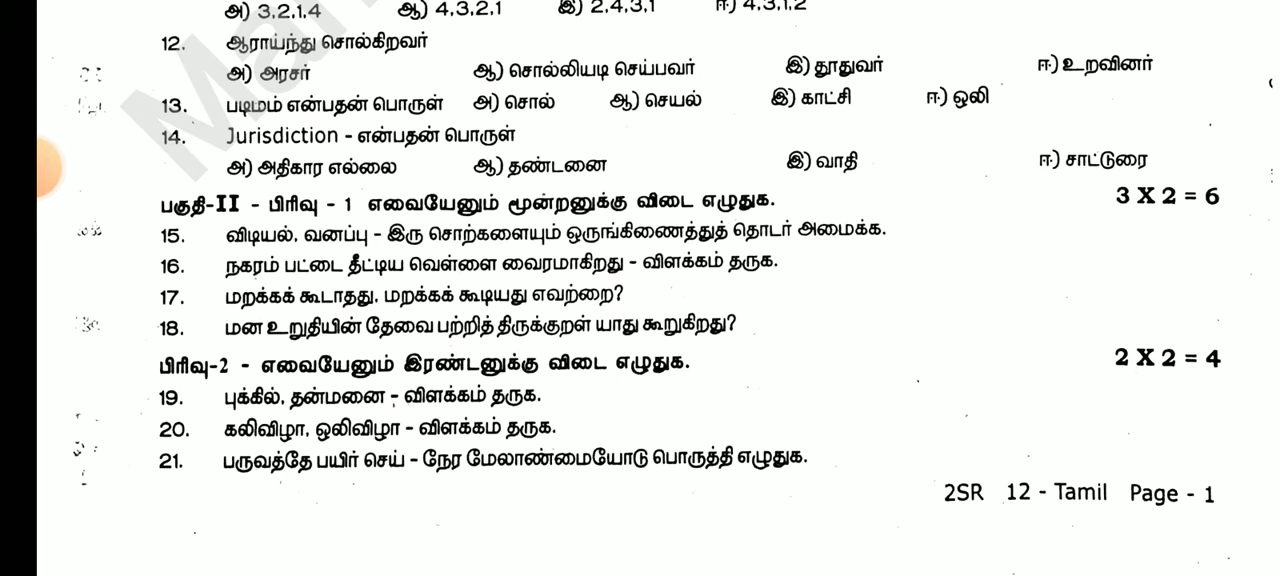 அ) 3,2,1,4 ஆ) 4,3,2,1 இ) 2,4,3,1 ஈ) 4,3,1,2
12. ஆராய்ந்து சொல்கிறவர்
அ) அரசர் ஆ) சொல்லியடி செய்பவர் இ) தூதுவர் ஈ) உறவினர்
13. படிமம் என்பதன் பொருள் அ) சொல் ஆ) செயல் இ) காட்சி ஈ) ஒலி
14. Jurisdiction - என்பதன் பொருள்
அ) அதிகார எல்லை ஆ) தண்டனை இ) வாதி ஈ) சாட்டுரை
பகுதி-II - பிரிவு - 1 எவையேனும் மூன்றனுக்கு விடை எழுதுக. 3 X 2 = 6
15. விடியல், வனப்பு - இரு சொற்களையும் ஒருங்கிணைத்துத் தொடர் அமைக்க.
16. நகரம் பட்டை தீட்டிய வெள்ளை வைரமாகிறது - விளக்கம் தருக.
17. மறக்கக் கூடாதது, மறக்கக் கூடியது எவற்றை?
18. மன உறுதியின் தேவை பற்றித் திருக்குறள் யாது கூறுகிறது?
பிரிவு-2 - எவையேனும் இரண்டனுக்கு விடை எழுதுக. 2 X 2 = 4
19. புக்கில், தன்மனை - விளக்கம் தருக.
20. கலிவிழா, ஒலிவிழா - விளக்கம் தருக.
21. பருவத்தே பயிர் செய் - நேர மேலாண்மையோடு பொருத்தி எழுதுக.
2SR 12 - Tamil Page - 1